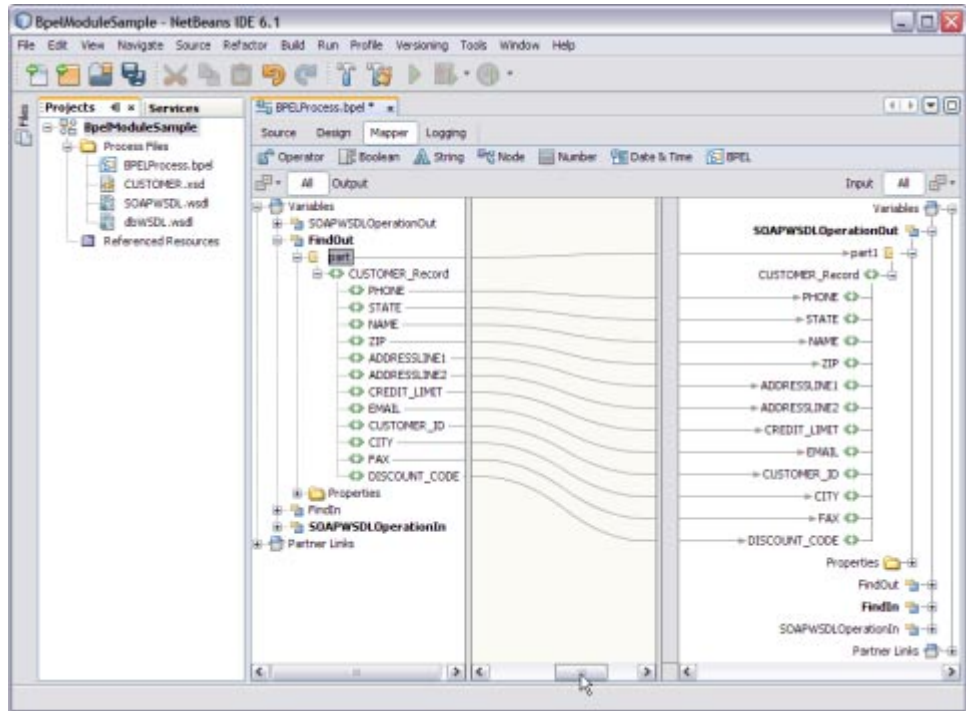 BpelModuleSample - NetBeans IDE 6.1
File Edit View Navigate Source Refactor Build Run Profile Versioning Tools Window Help
Files
Projects Services
BpelModuleSample
Process Files
BPELProcess.bpel
CUSTOMER.xsd
SOAPWSDL.wsdl
dbWSDL.wsdl
Referenced Resources
BPELProcess.bpel *
Source Design Mapper Logging
Operator Boolean String Node Number Date & Time BPEL
All Output
Variables
SOAPWSDLOperationOut
FindOut
part
CUSTOMER_Record
PHONE
STATE
NAME
ZIP
ADDRESSLINE1
ADDRESSLINE2
CREDIT_LIMIT
EMAIL
CUSTOMER_ID
CITY
FAX
DISCOUNT_CODE
Properties
FindIn
SOAPWSDLOperationIn
Partner Links
Input All
Variables
SOAPWSDLOperationOut
part1
CUSTOMER_Record
PHONE
STATE
NAME
ZIP
ADDRESSLINE1
ADDRESSLINE2
CREDIT_LIMIT
EMAIL
CUSTOMER_ID
CITY
FAX
DISCOUNT_CODE
Properties
FindOut
FindIn
SOAPWSDLOperationIn
Partner Links